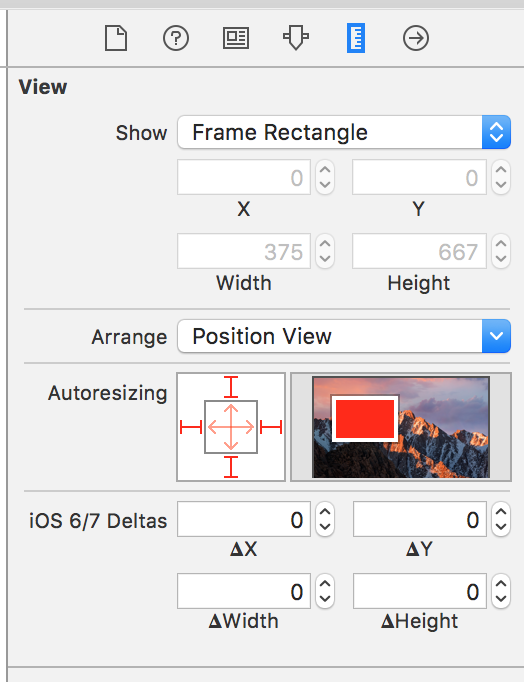 View
Show Frame Rectangle
0 0
X Y
375 667
Width Height
Arrange Position View
Autoresizing
iOS 6/7 Deltas 0 0
ΔX ΔY
0 0
ΔWidth ΔHeight